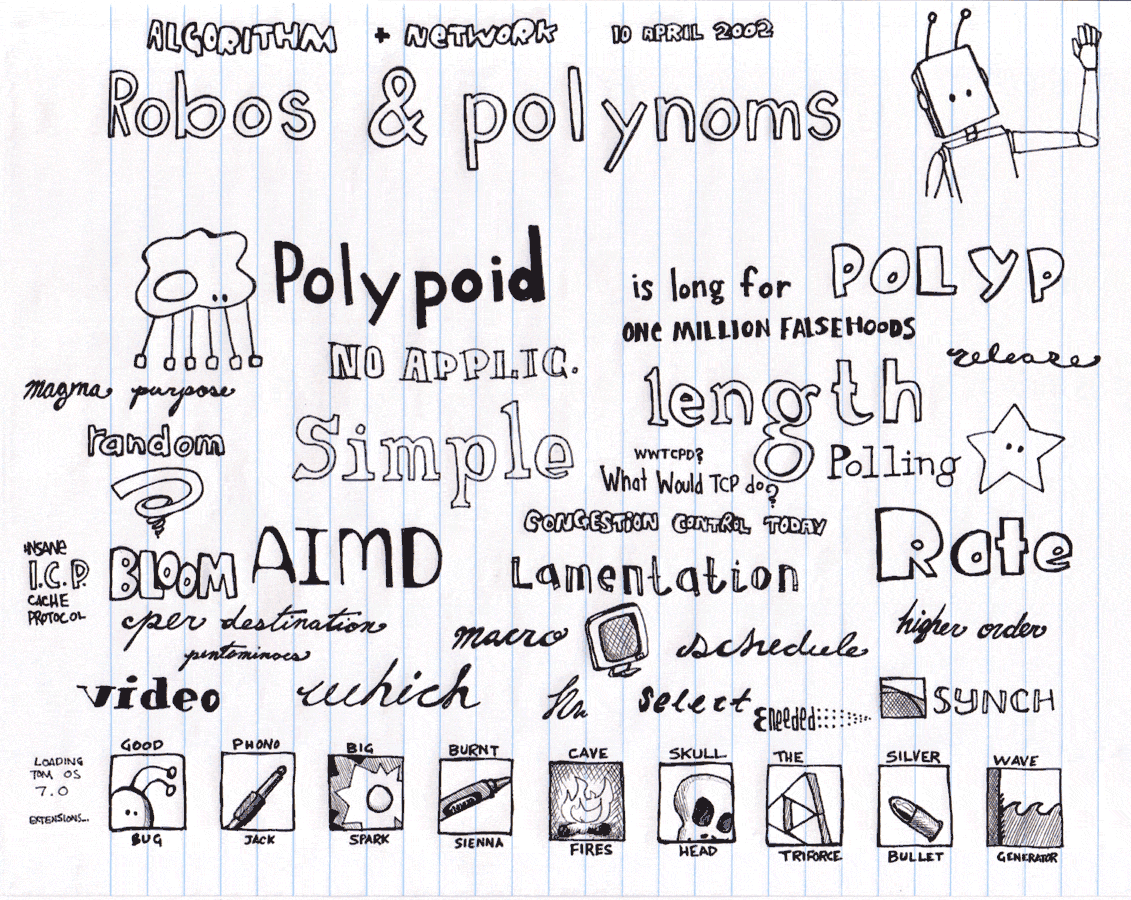 ALGORITHM + NETWORK 10 APRIL 2002
Robos & polynoms
Polypoid is long for POLYP
ONE MILLION FALSEHOODS
NO APPLIC.
release
length
magma purpose
random
Simple
WWTCPD?
What Would TCP do?
Polling
CONGESTION CONTROL TODAY
INSANE
I.C.P.
CACHE
PROTOCOL
BLOOM
AIMD
Lamentation
Rate
cper destination
pentominoes
macro
schedule
higher order
video
which
select
needed
SYNCH
LOADING
TOM OS
7.0
EXTENSIONS...
GOOD
BUG
PHONO
JACK
BIG
SPARK
BURNT
SIENNA
CAVE
FIRES
SKULL
HEAD
THE
TRIFORCE
SILVER
BULLET
WAVE
GENERATOR